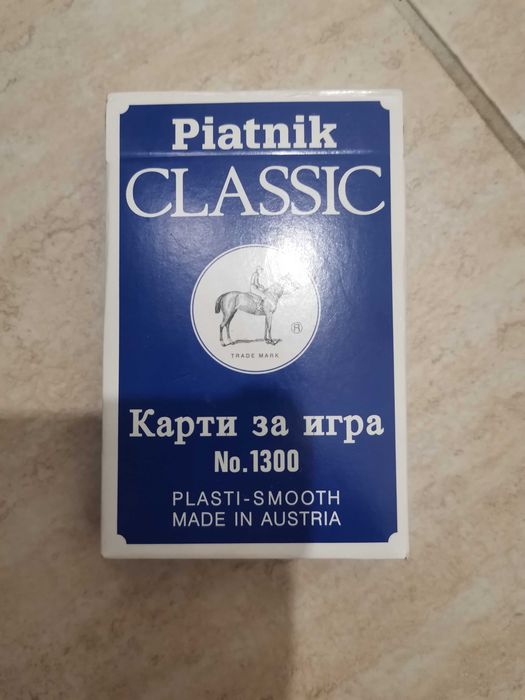 Piatnik
CLASSIC
®
TRADE MARK
Карти за игра
No.1300
PLASTI-SMOOTH
MADE IN AUSTRIA